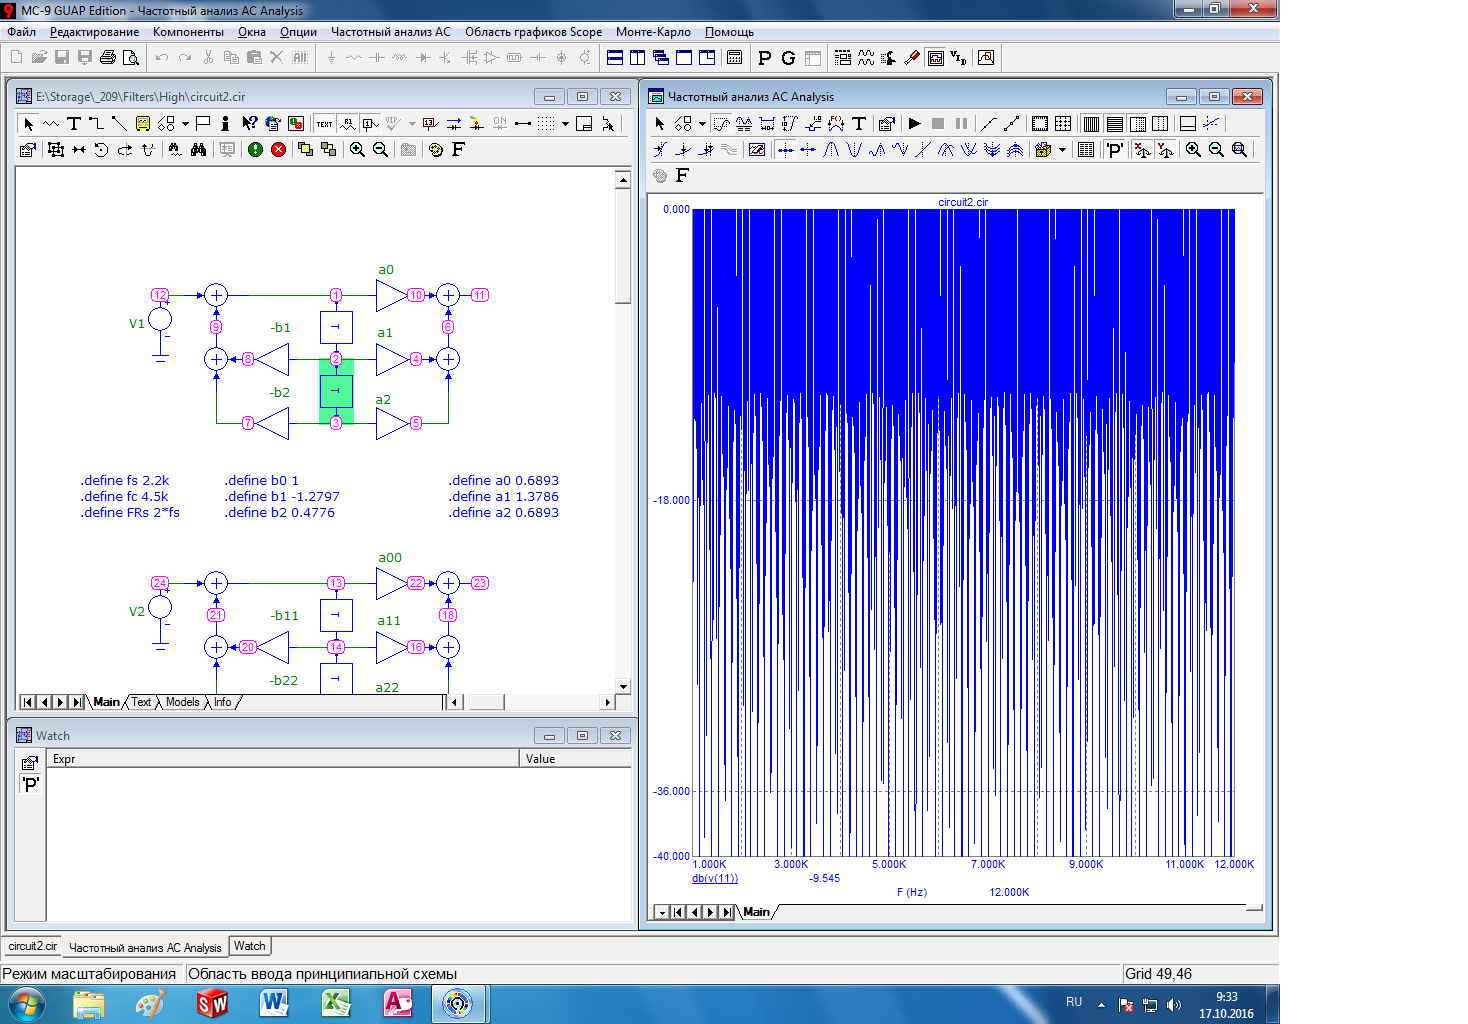 MC-9 GUAP Edition - Частотный анализ AC Analysis
Файл Редактирование Компоненты Окна Опции Частотный анализ AC Область графиков Scope Монте-Карло Помощь
E:\Storage\_209\Filters\High\circuit2.cir
Частотный анализ AC Analysis
circuit2.cir
0.000
-18.000
-36.000
-40.000
1.000K 3.000K 5.000K 7.000K 9.000K 11.000K 12.000K
db(v(11)) -9.545
F (Hz) 12.000K
Main
a0
12 1 10 11
V1
9 -b1 T a1 6
8 2 4
-b2 T a2
7 3 5
.define fs 2.2k .define b0 1 .define a0 0.6893
.define fc 4.5k .define b1 -1.2797 .define a1 1.3786
.define FRs 2*fs .define b2 0.4776 .define a2 0.6893
a00
24 13 22 23
V2
21 -b11 T a11 18
20 14 16
-b22 T a22
Main Text Models Info
Watch
Expr Value
'P'
circuit2.cir Частотный анализ AC Analysis Watch
Режим масштабирования Область ввода принципиальной схемы Grid 49,46
RU 9:33
17.10.2016